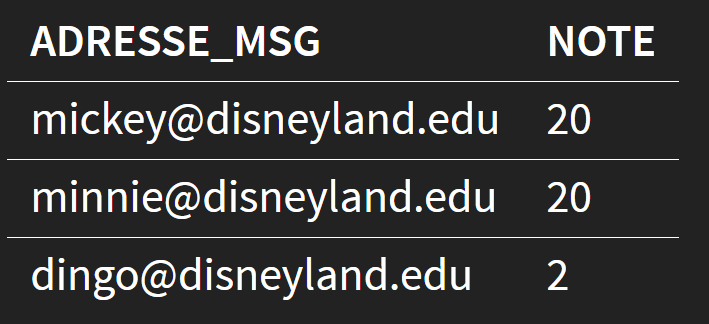 ADRESSE_MSG NOTE
mickey@disneyland.edu 20
minnie@disneyland.edu 20
dingo@disneyland.edu 2